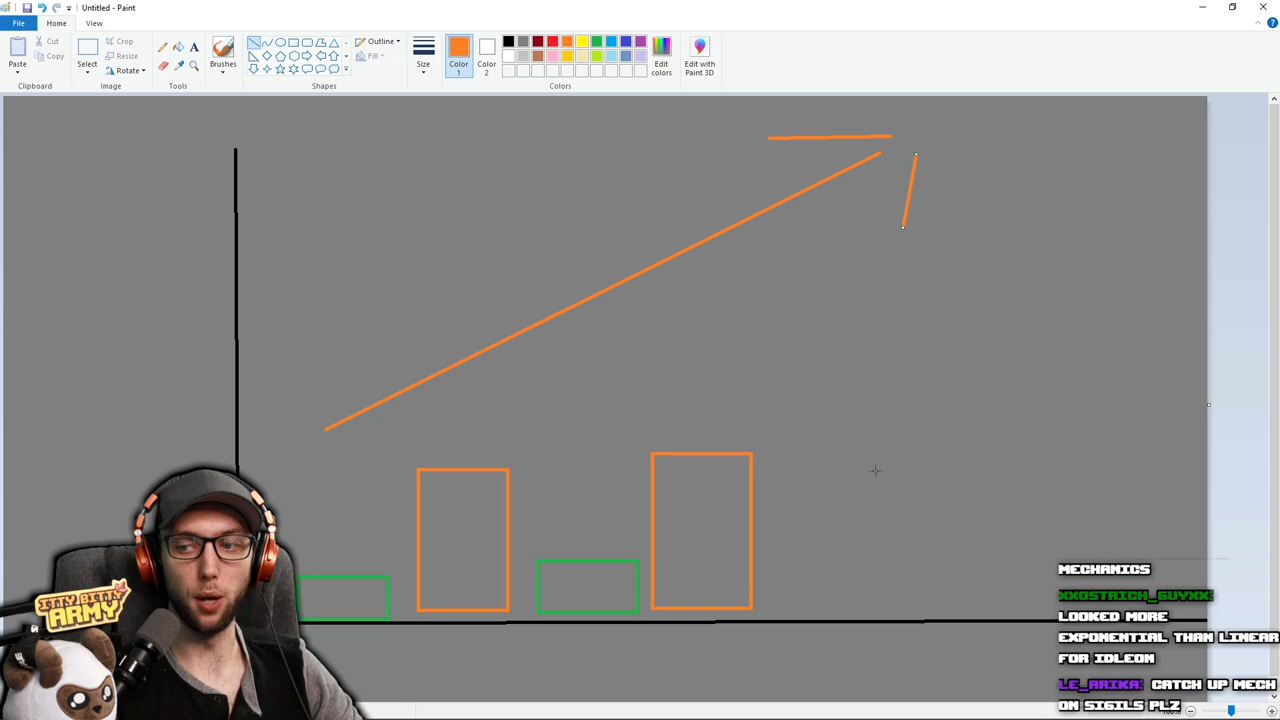 Untitled - Paint
File
Home
View
Paste
Cut
Copy
Clipboard
Select
Crop
Resize
Rotate
Image
Tools
Brushes
Shapes
Outline
Fill
Size
Color
1
Color
2
Edit
colors
Colors
Edit with
Paint 3D
ITTY BITTY
ARMY
MECHANICS
XXOSTRICH_GUYXX:
LOOKED MORE
EXPONENTIAL THAN LINEAR
FOR IDLEON
LE_ARIKA: CATCH UP MECH
ON SIGILS PLZ
100%